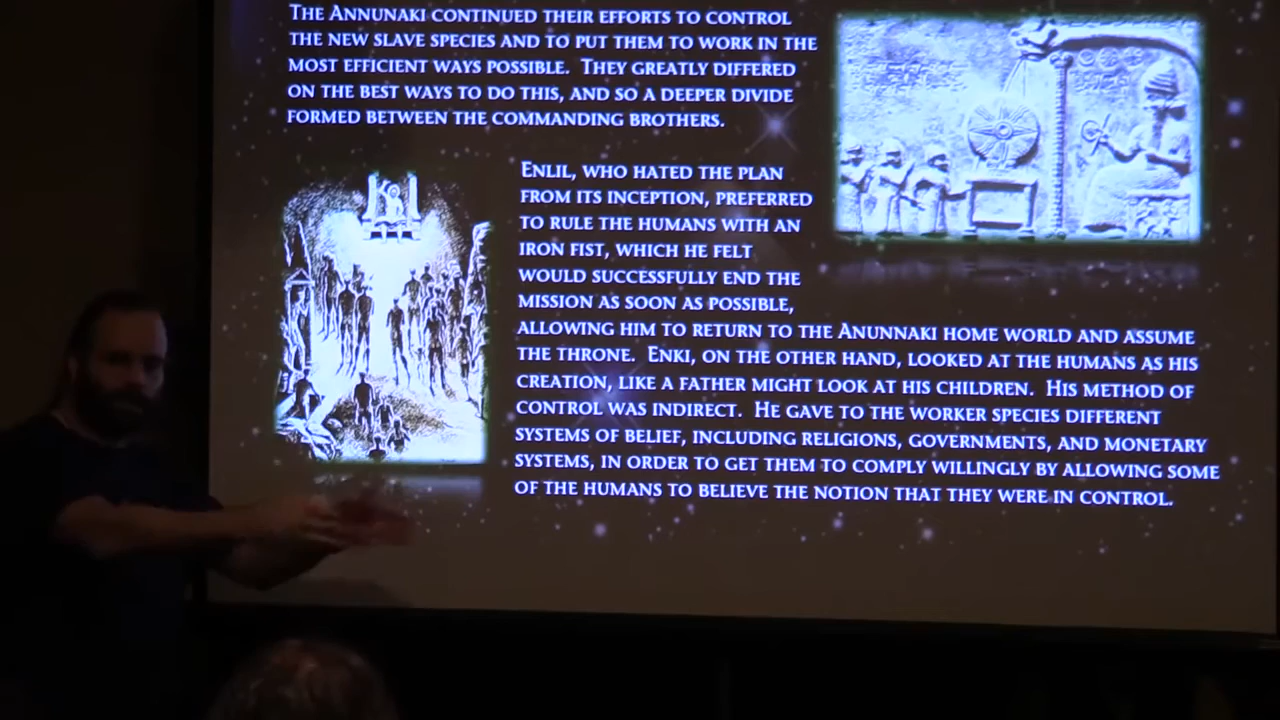 The Annunaki continued their efforts to control
the new slave species and to put them to work in the
most efficient ways possible. They greatly differed
on the best ways to do this, and so a deeper divide
formed between the commanding brothers.
Enlil, who hated the plan
from its inception, preferred
to rule the humans with an
iron fist, which he felt
would successfully end the
mission as soon as possible,
allowing him to return to the Anunnaki home world and assume
the throne. Enki, on the other hand, looked at the humans as his
creation, like a father might look at his children. His method of
control was indirect. He gave to the worker species different
systems of belief, including religions, governments, and monetary
systems, in order to get them to comply willingly by allowing some
of the humans to believe the notion that they were in control.